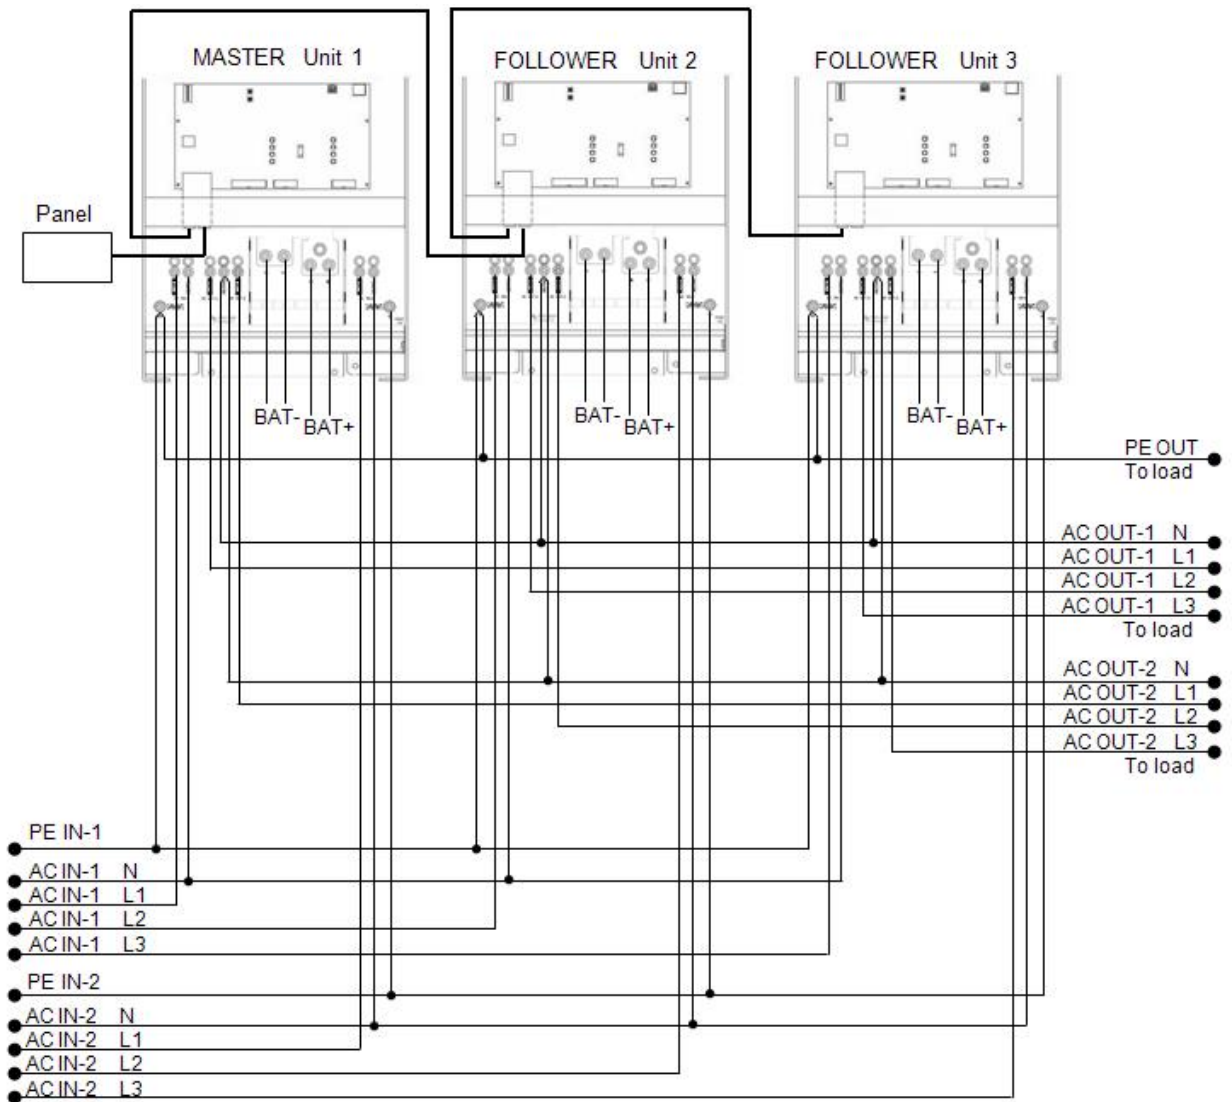 MASTER Unit 1
FOLLOWER Unit 2
FOLLOWER Unit 3
Panel
BAT-
BAT+
BAT-
BAT+
BAT-
BAT+
PE OUT
To load
AC OUT-1 N
AC OUT-1 L1
AC OUT-1 L2
AC OUT-1 L3
To load
AC OUT-2 N
AC OUT-2 L1
AC OUT-2 L2
AC OUT-2 L3
To load
PE IN-1
AC IN-1 N
AC IN-1 L1
AC IN-1 L2
AC IN-1 L3
PE IN-2
AC IN-2 N
AC IN-2 L1
AC IN-2 L2
AC IN-2 L3